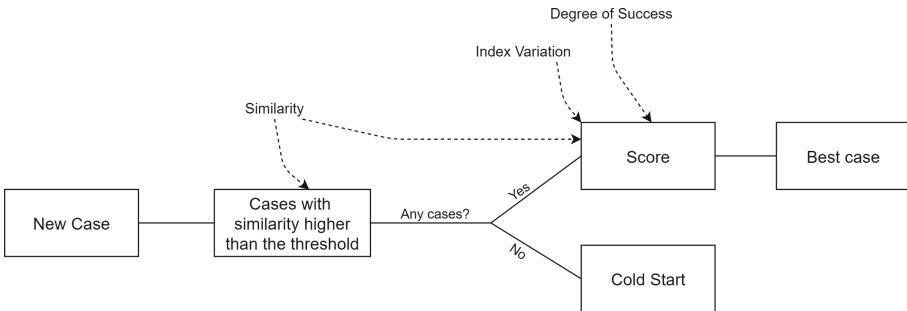 Degree of Success
Index Variation
Similarity
Score
Best case
New Case
Cases with
similarity higher
than the threshold
Any cases?
Yes
No
Cold Start